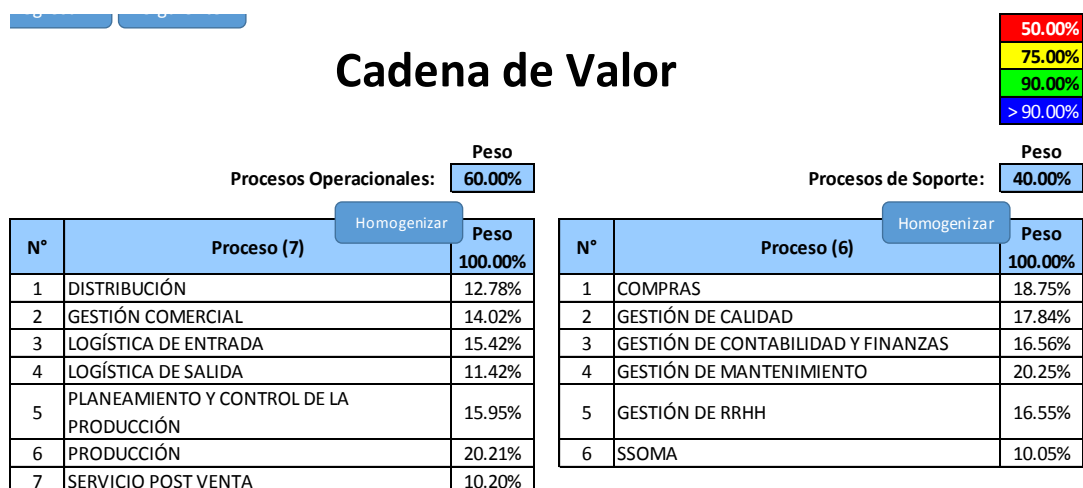 50.00%
Cadena de Valor
75.00%
90.00%
> 90.00%
Peso
Procesos Operacionales: 60.00%
Peso
Procesos de Soporte: 40.00%
Homogenizar
N° Proceso (7) Peso
100.00%
1 DISTRIBUCIÓN 12.78%
2 GESTIÓN COMERCIAL 14.02%
3 LOGÍSTICA DE ENTRADA 15.42%
4 LOGÍSTICA DE SALIDA 11.42%
5 PLANEAMIENTO Y CONTROL DE LA
PRODUCCIÓN 15.95%
6 PRODUCCIÓN 20.21%
7 SERVICIO POST VENTA 10.20%
Homogenizar
N° Proceso (6) Peso
100.00%
1 COMPRAS 18.75%
2 GESTIÓN DE CALIDAD 17.84%
3 GESTIÓN DE CONTABILIDAD Y FINANZAS 16.56%
4 GESTIÓN DE MANTENIMIENTO 20.25%
5 GESTIÓN DE RRHH 16.55%
6 SSOMA 10.05%